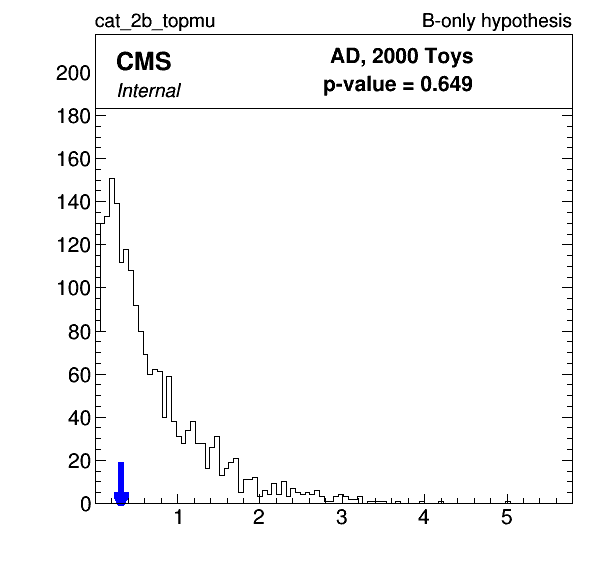 cat_2b_topmu B-only hypothesis
CMS AD, 2000 Toys
Internal p-value = 0.649
200
180
160
140
120
100
80
60
40
20
0
1 2 3 4 5